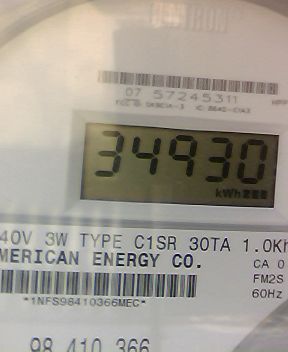 07 57245311
34930
kWh
40V 3W TYPE C1SR 30TA 1.0Kh
MERICAN ENERGY CO.
CA 0
FM2S
60Hz
*1NFS98410366MEC*
98 410 366